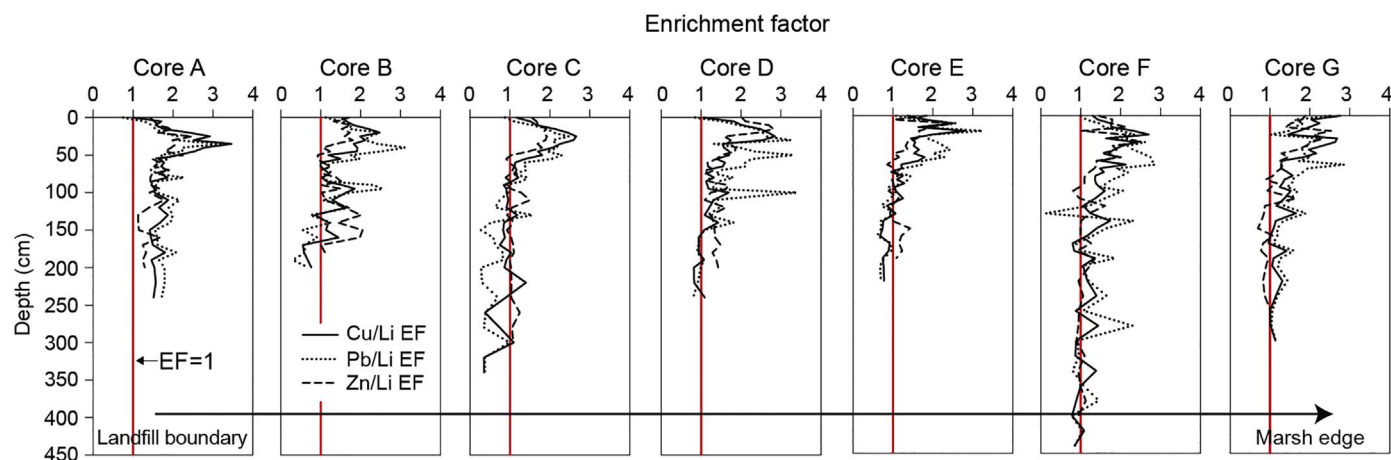 Enrichment factor
Core A Core B Core C Core D Core E Core F Core G
0 1 2 3 4 0 1 2 3 4 0 1 2 3 4 0 1 2 3 4 0 1 2 3 4 0 1 2 3 4 0 1 2 3 4
Depth (cm)
0
50
100
150
200
250
300
350
400
450
Cu/Li EF
Pb/Li EF
Zn/Li EF
EF=1
Landfill boundary Marsh edge